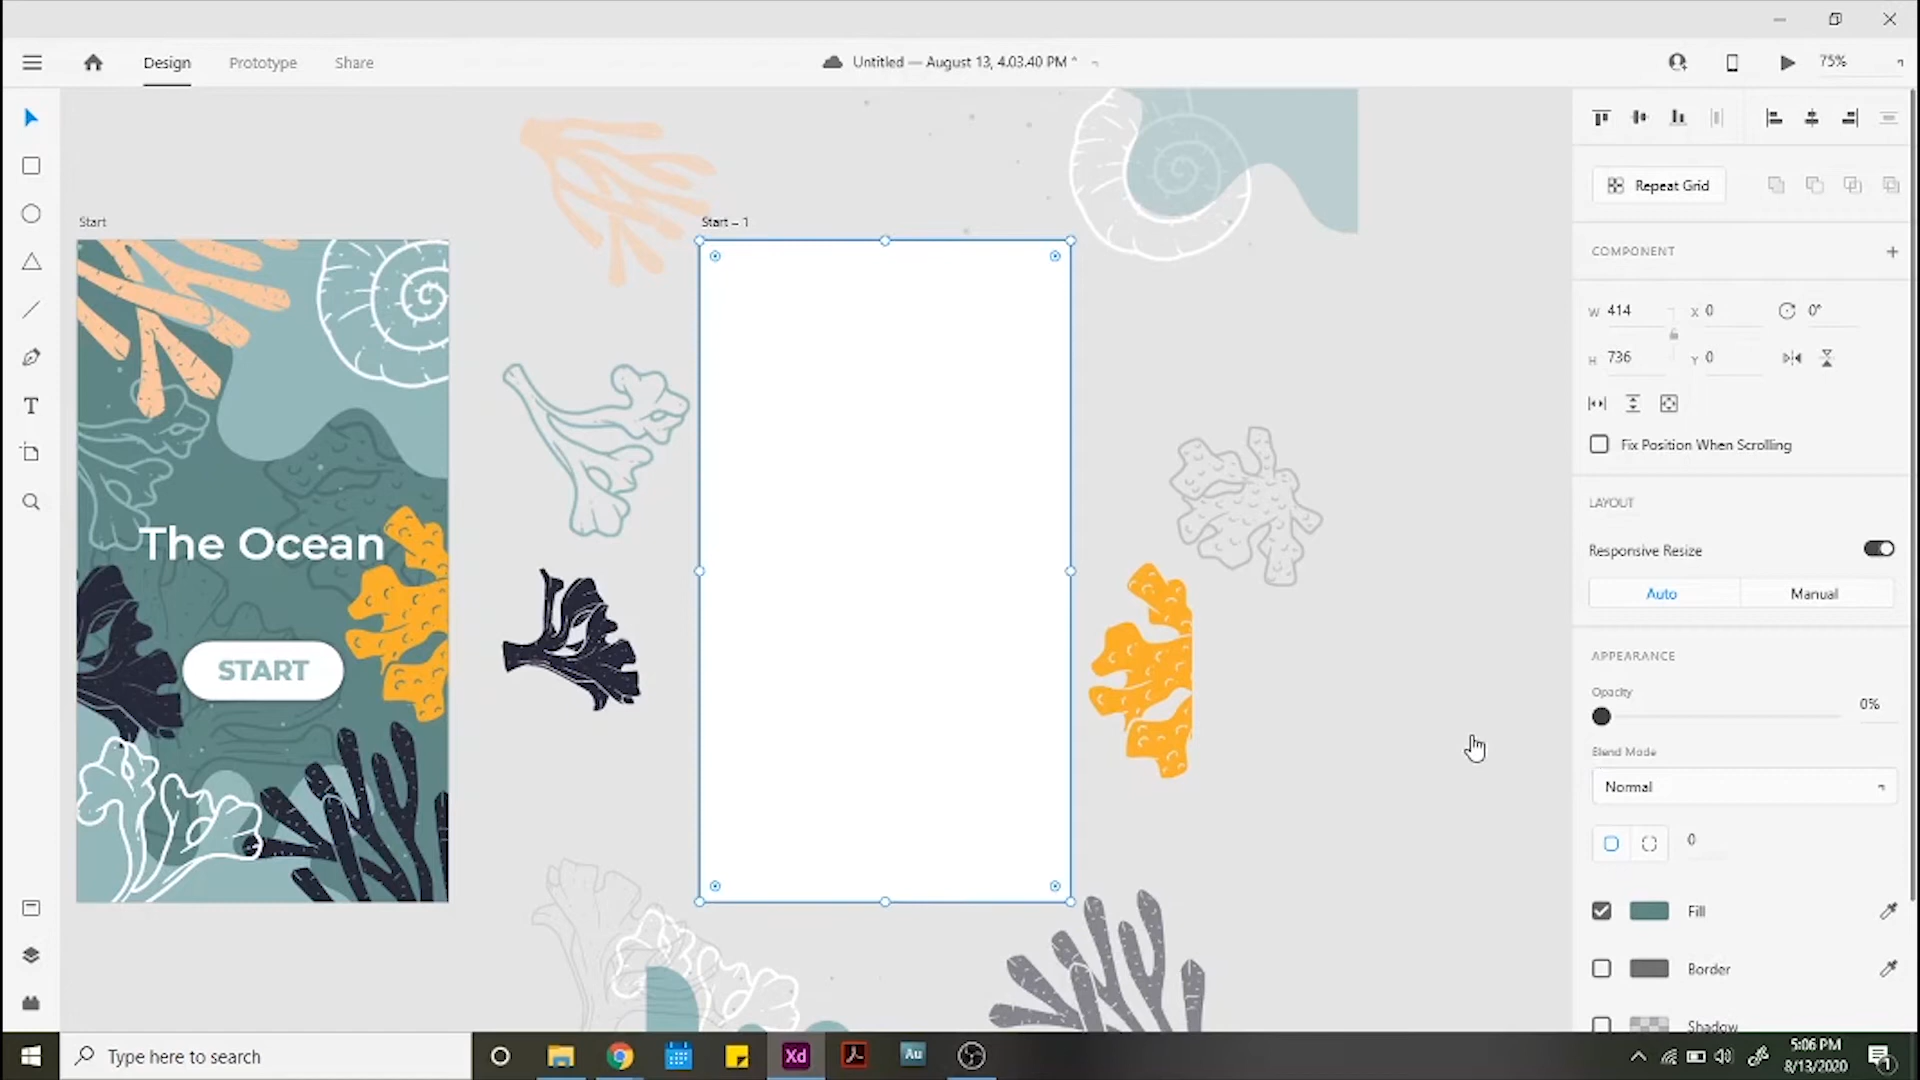 Design
Prototype
Share
Untitled — August 13, 4.03.40 PM ^
75%
Repeat Grid
Start
Start – 1
COMPONENT
W 414
X 0
0°
H 736
Y 0
Fix Position When Scrolling
LAYOUT
Responsive Resize
Auto
Manual
The Ocean
START
APPEARANCE
Opacity
0%
Blend Mode
Normal
0
Fill
Border
Shadow
Type here to search
Xd
Au
5:06 PM
8/13/2020
1